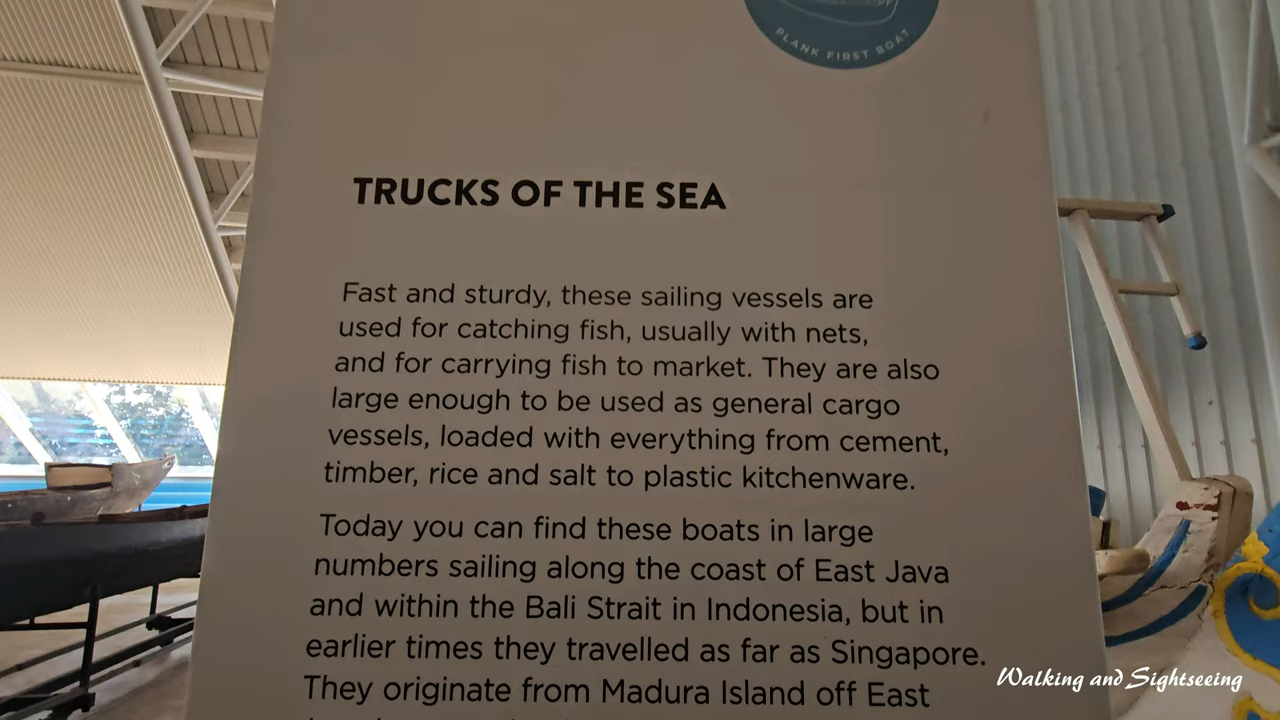 PLANK FIRST BOAT
TRUCKS OF THE SEA
Fast and sturdy, these sailing vessels are
used for catching fish, usually with nets,
and for carrying fish to market. They are also
large enough to be used as general cargo
vessels, loaded with everything from cement,
timber, rice and salt to plastic kitchenware.
Today you can find these boats in large
numbers sailing along the coast of East Java
and within the Bali Strait in Indonesia, but in
earlier times they travelled as far as Singapore.
They originate from Madura Island off East
Walking and Sightseeing